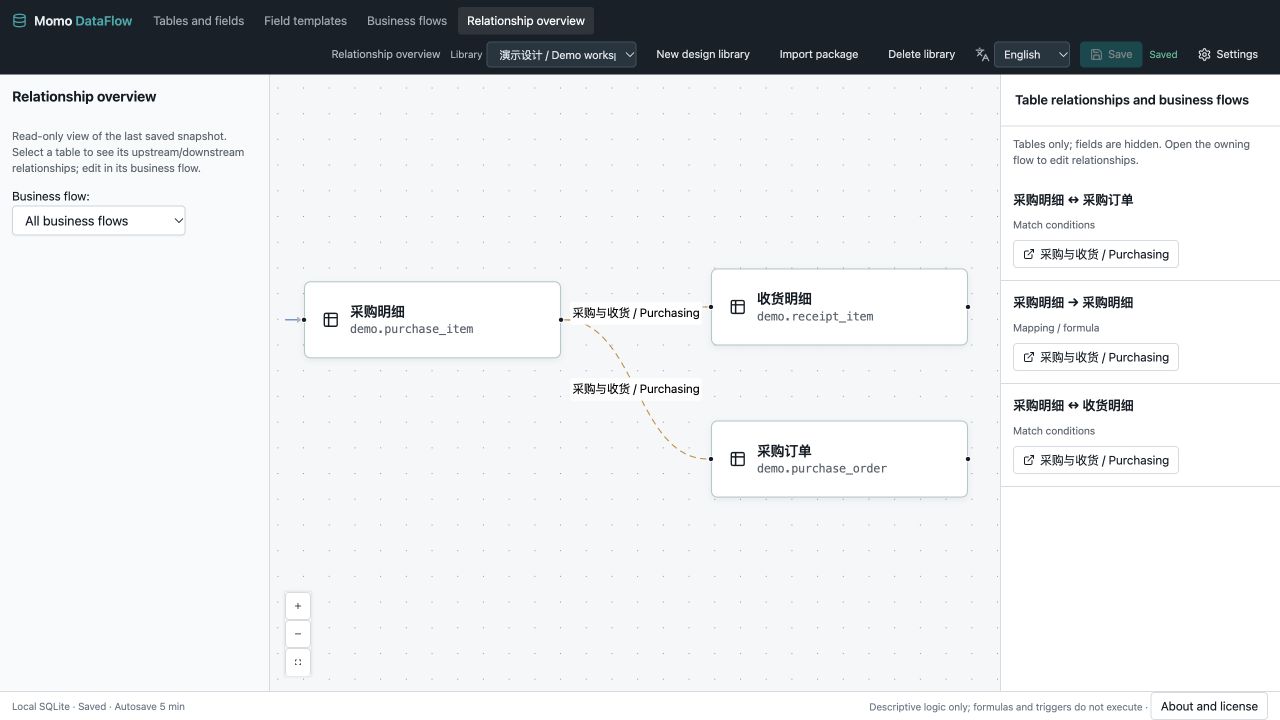 Momo DataFlow
Tables and fields
Field templates
Business flows
Relationship overview
Relationship overview
Library
演示设计 / Demo worksp
New design library
Import package
Delete library
English
Save
Saved
Settings
Relationship overview
Read-only view of the last saved snapshot.
Select a table to see its upstream/downstream
relationships; edit in its business flow.
Business flow:
All business flows
采购明细
demo.purchase_item
采购与收货 / Purchasing
收货明细
demo.receipt_item
采购与收货 / Purchasing
采购订单
demo.purchase_order
+
−
Table relationships and business flows
Tables only; fields are hidden. Open the owning
flow to edit relationships.
采购明细 ↔ 采购订单
Match conditions
采购与收货 / Purchasing
采购明细 → 采购明细
Mapping / formula
采购与收货 / Purchasing
采购明细 ↔ 收货明细
Match conditions
采购与收货 / Purchasing
Local SQLite · Saved · Autosave 5 min
Descriptive logic only; formulas and triggers do not execute ·
About and license